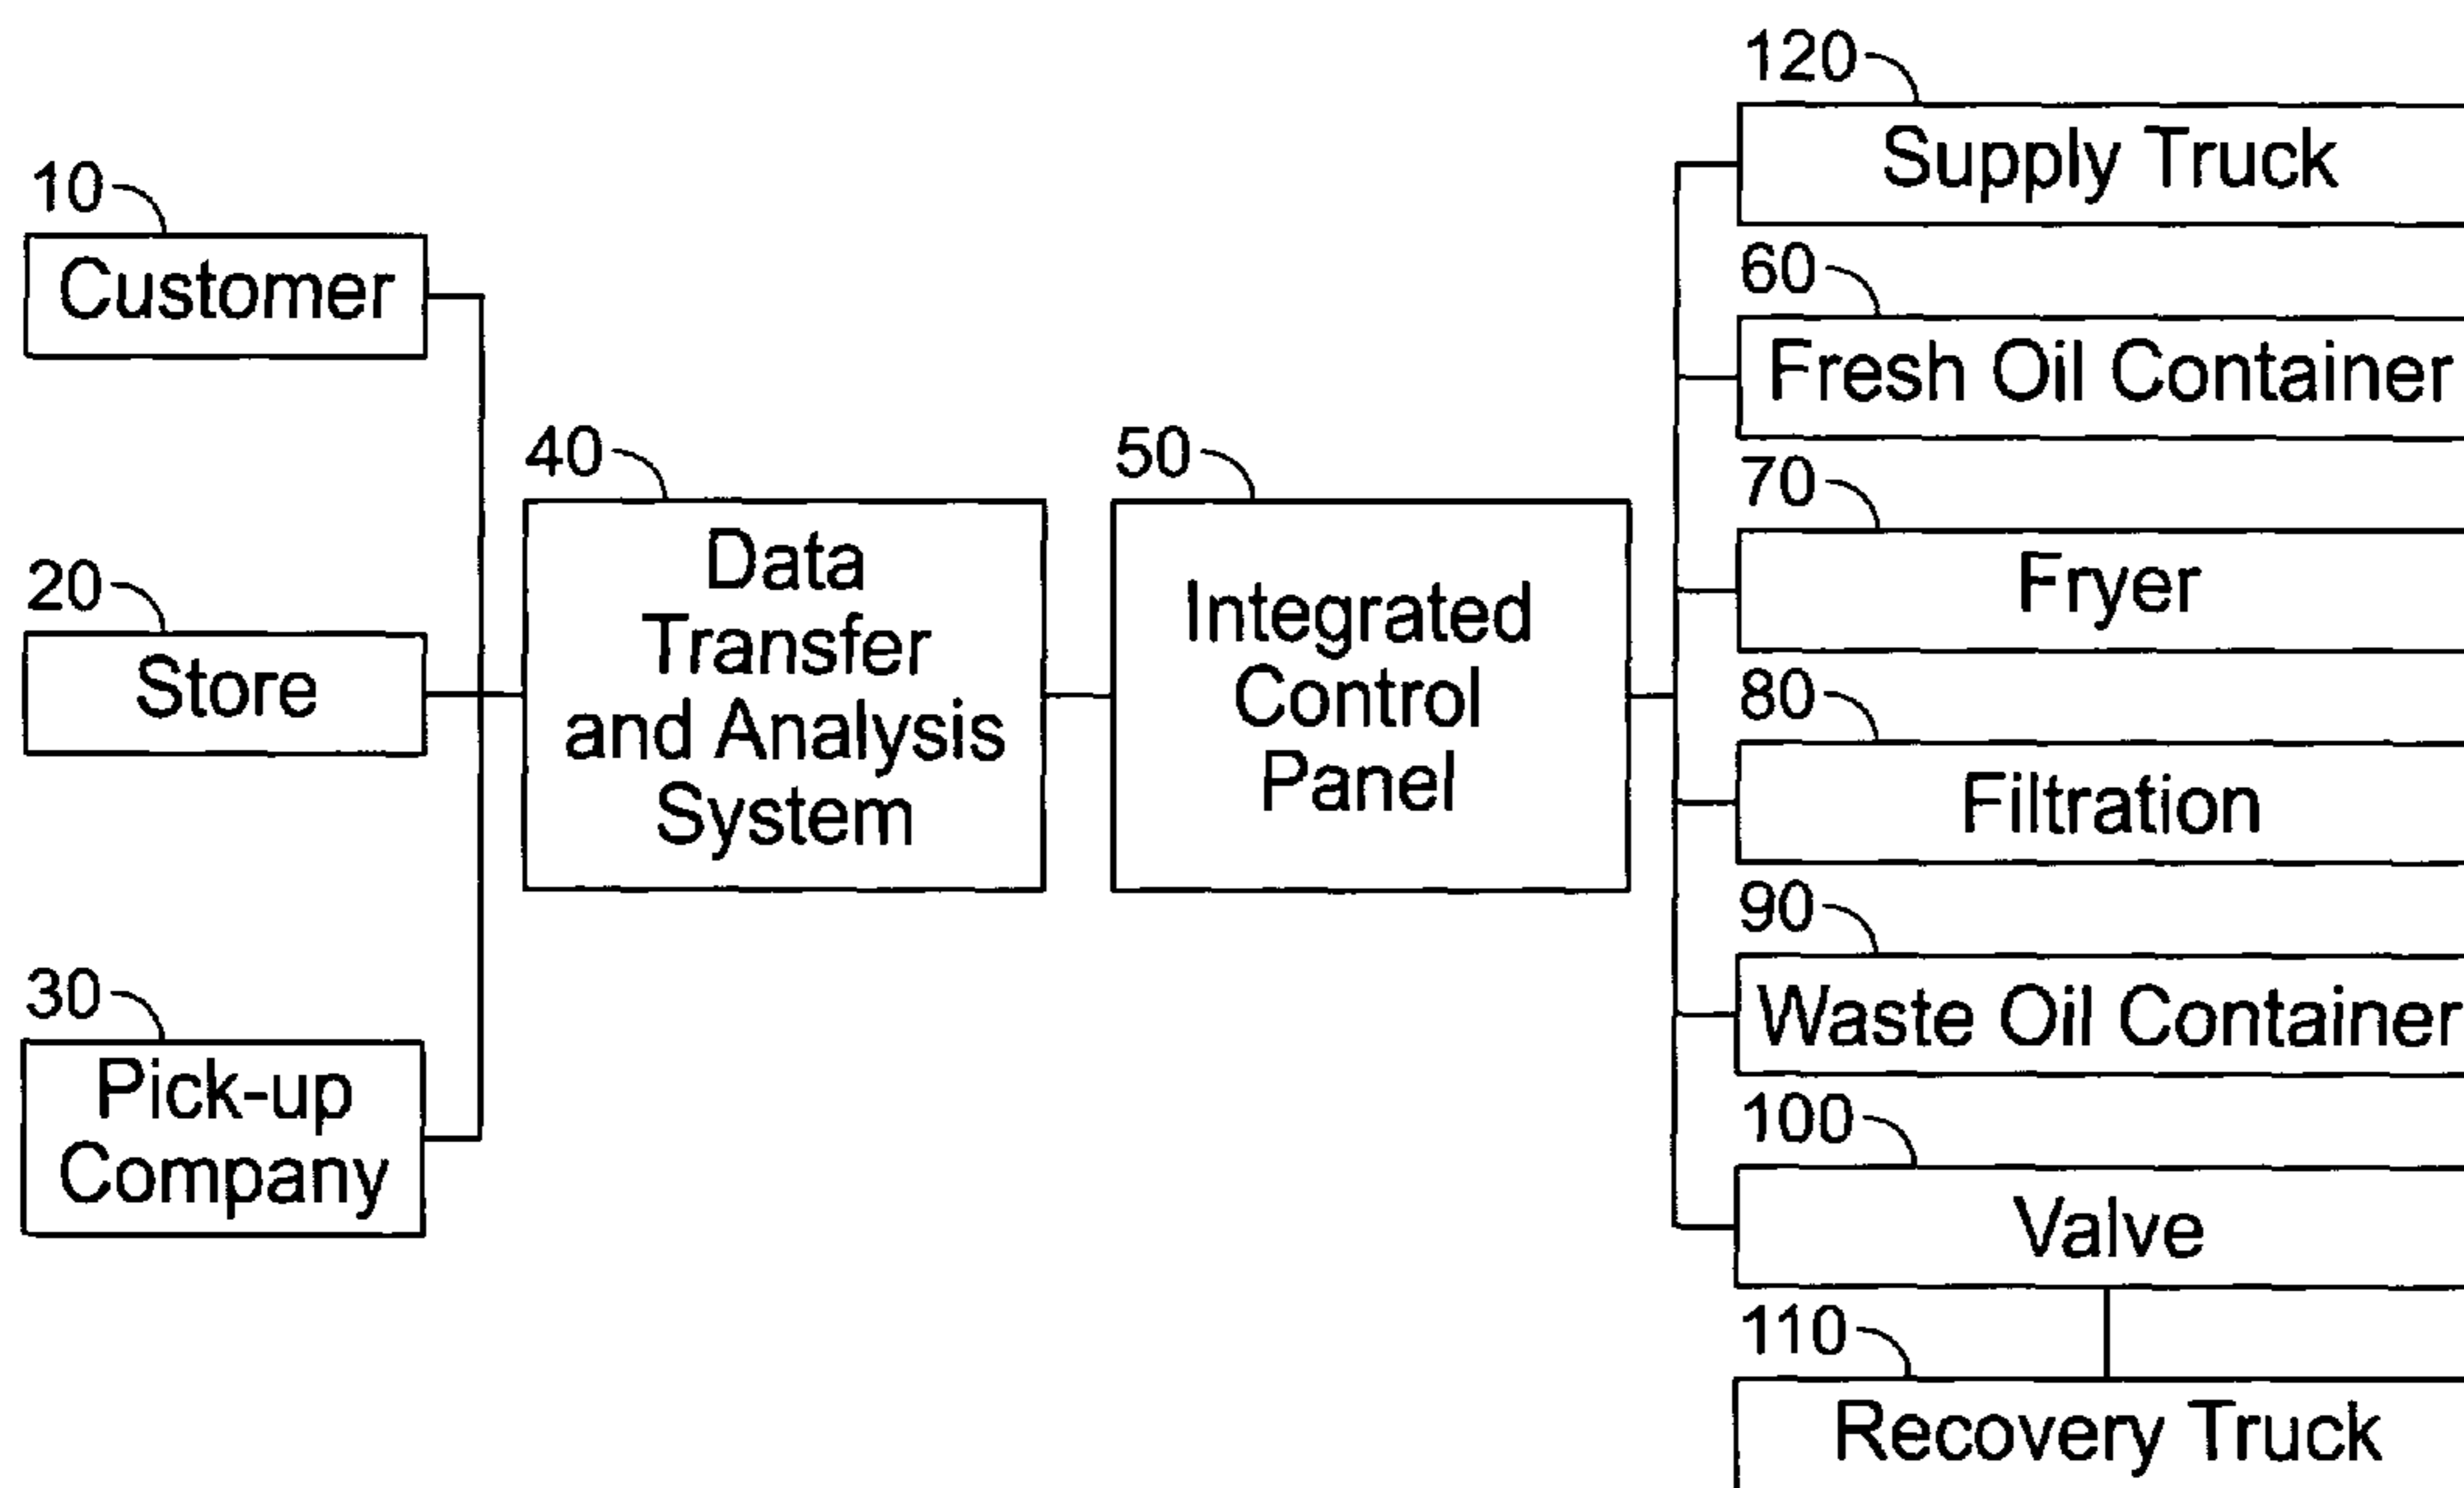 10
Customer
20
Store
30
Pick-up
Company
40
Data
Transfer
and Analysis
System
50
Integrated
Control
Panel
120
Supply Truck
60
Fresh Oil Container
70
Fryer
80
Filtration
90
Waste Oil Container
100
Valve
110
Recovery Truck